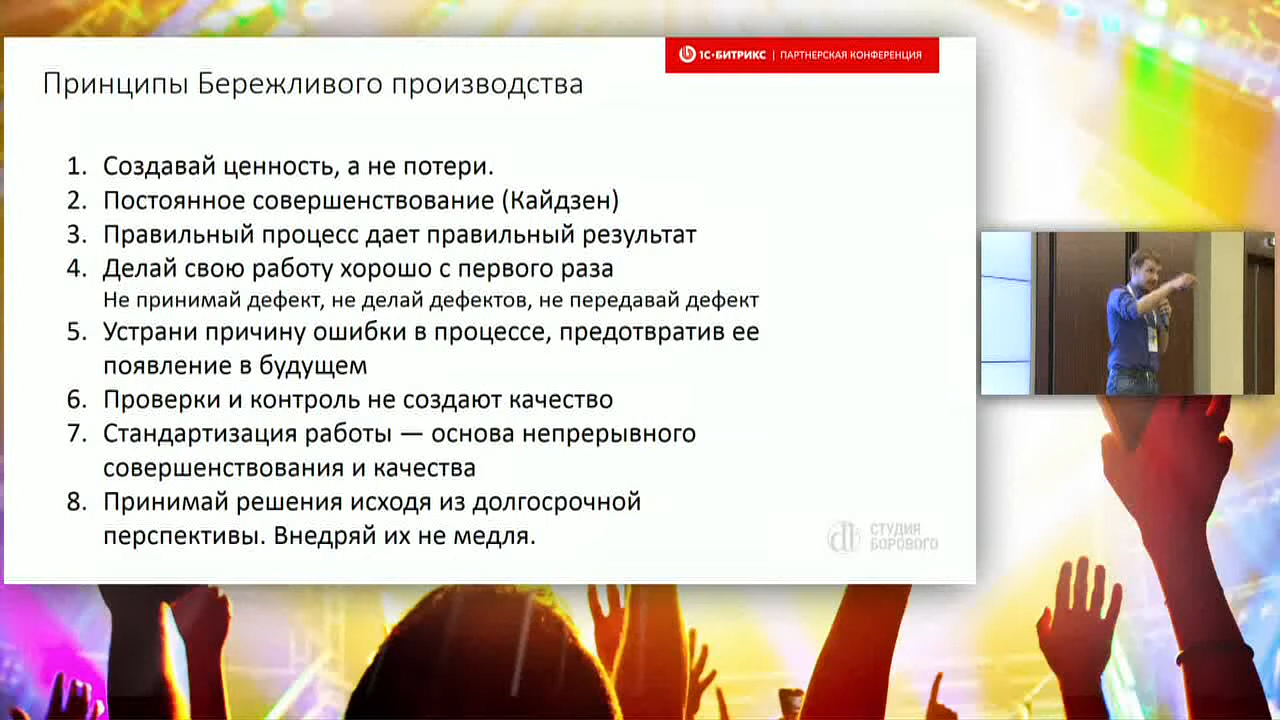 1С·БИТРИКС | ПАРТНЕРСКАЯ КОНФЕРЕНЦИЯ
Принципы Бережливого производства
1. Создавай ценность, а не потери.
2. Постоянное совершенствование (Кайдзен)
3. Правильный процесс дает правильный результат
4. Делай свою работу хорошо с первого раза
Не принимай дефект, не делай дефектов, не передавай дефект
5. Устрани причину ошибки в процессе, предотвратив ее
появление в будущем
6. Проверки и контроль не создают качество
7. Стандартизация работы — основа непрерывного
совершенствования и качества
8. Принимай решения исходя из долгосрочной
перспективы. Внедряй их не медля.
СТУДИЯ
БОРОВОГО